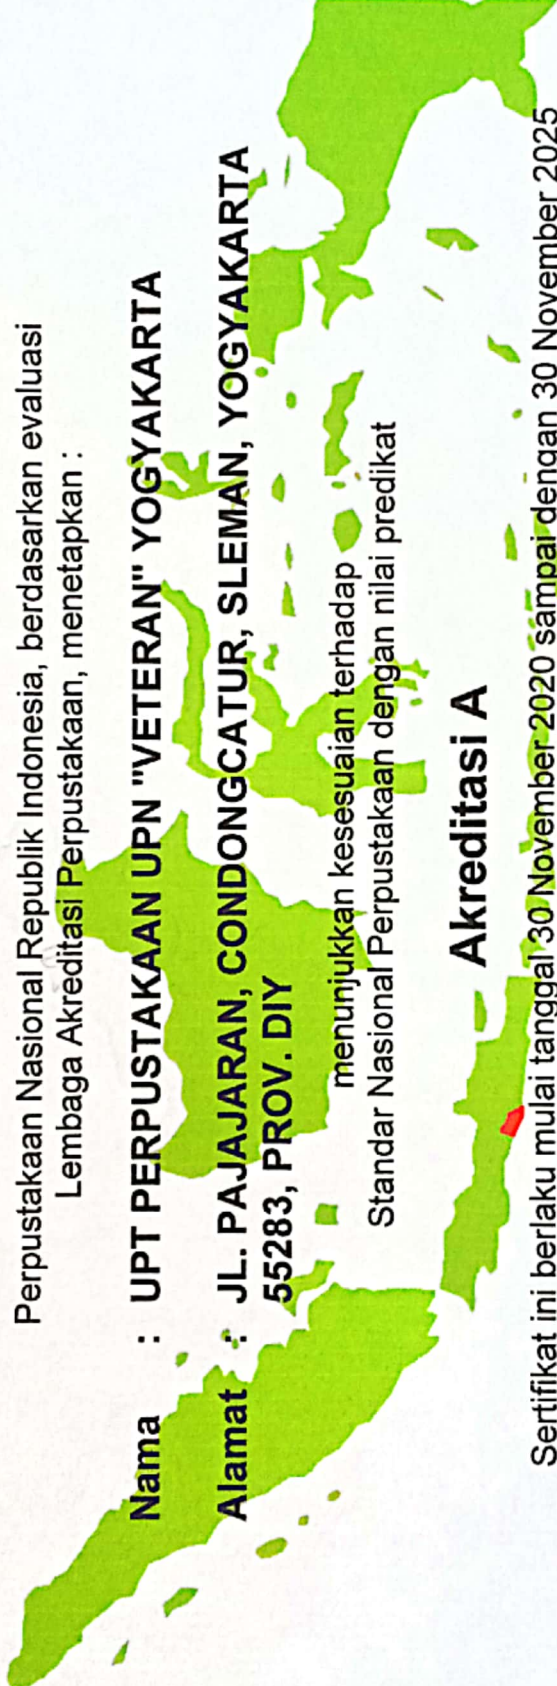 Perpustakaan Nasional Republik Indonesia, berdasarkan evaluasi
Lembaga Akreditasi Perpustakaan, menetapkan :
Nama : UPT PERPUSTAKAAN UPN "VETERAN" YOGYAKARTA
Alamat : JL. PAJAJARAN, CONDONGCATUR, SLEMAN, YOGYAKARTA
55283, PROV. DIY
menunjukkan kesesuaian terhadap
Standar Nasional Perpustakaan dengan nilai predikat
Akreditasi A
Sertifikat ini berlaku mulai tanggal 30 November 2020 sampai dengan 30 November 2025